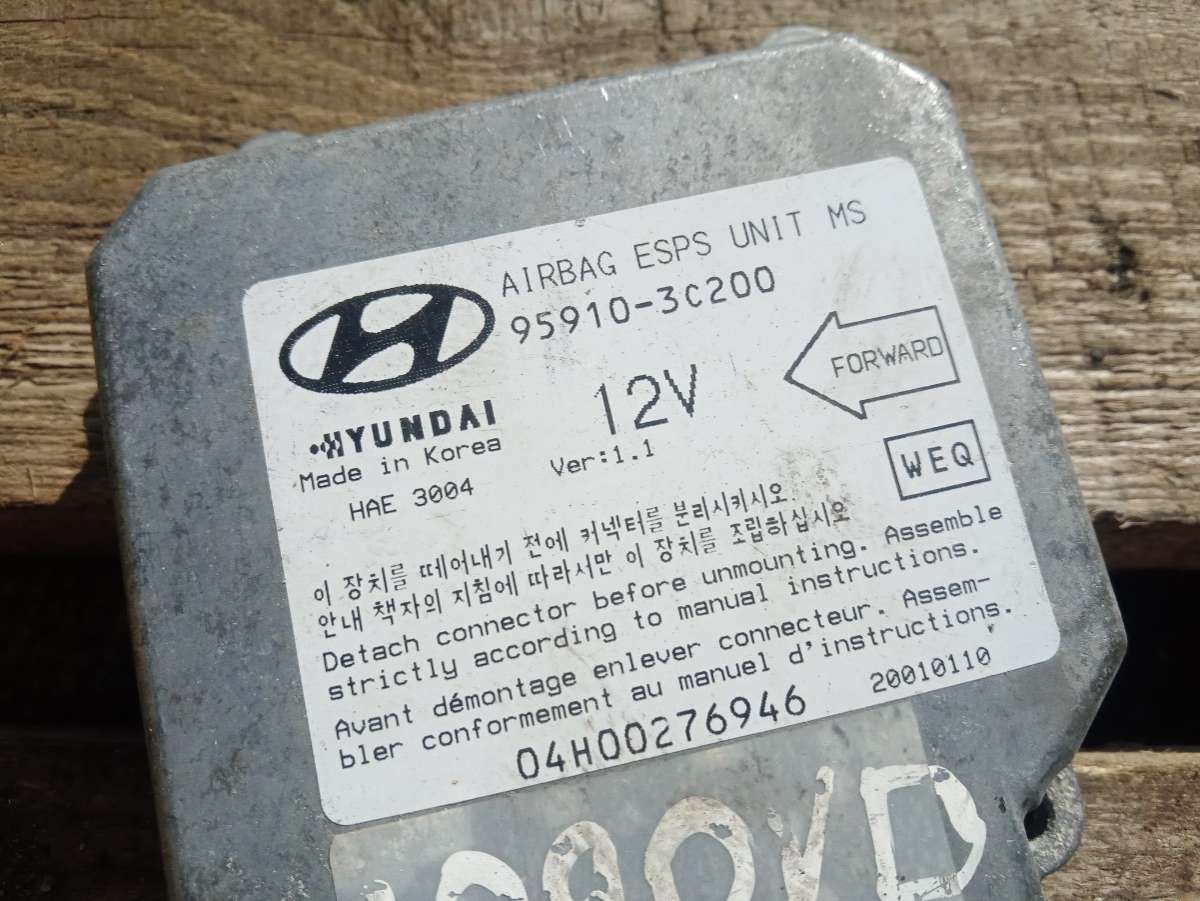 AIRBAG ESPS UNIT MS
95910-3C200
HYUNDAI
12V
FORWARD
Made in Korea
Ver:1.1
WEQ
HAE 3004
이 장치를 떼어내기 전에 커넥터를 분리시키시오.
안내 책자의 지침에 따라서만 이 장치를 조립하십시오
Detach connector before unmounting. Assemble
strictly according to manual instructions.
Avant démontage enlever connecteur. Assem-
bler conformement au manuel d'instructions.
04H00276946
20010110